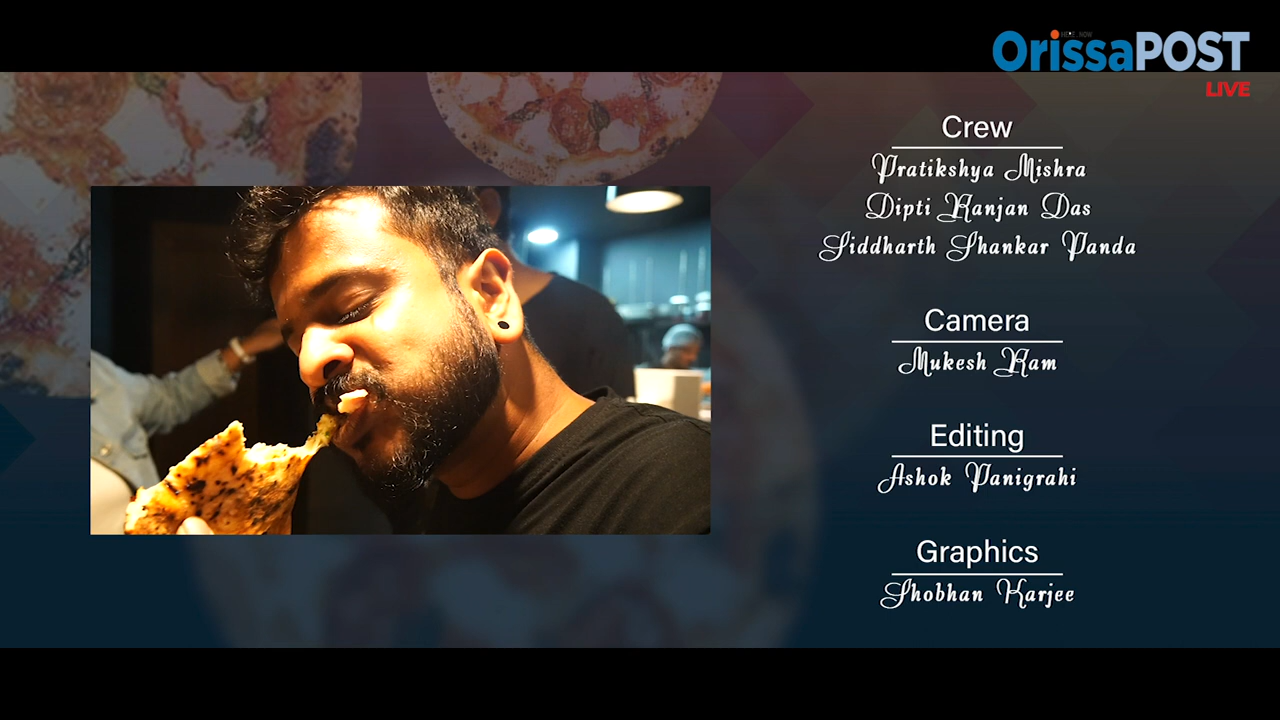 OrissaPOST
LIVE
Crew
Pratikshya Mishra
Dipti Ranjan Das
Siddharth Shankar Panda
Camera
Mukesh Ram
Editing
Ashok Panigrahi
Graphics
Shobhan Karjee